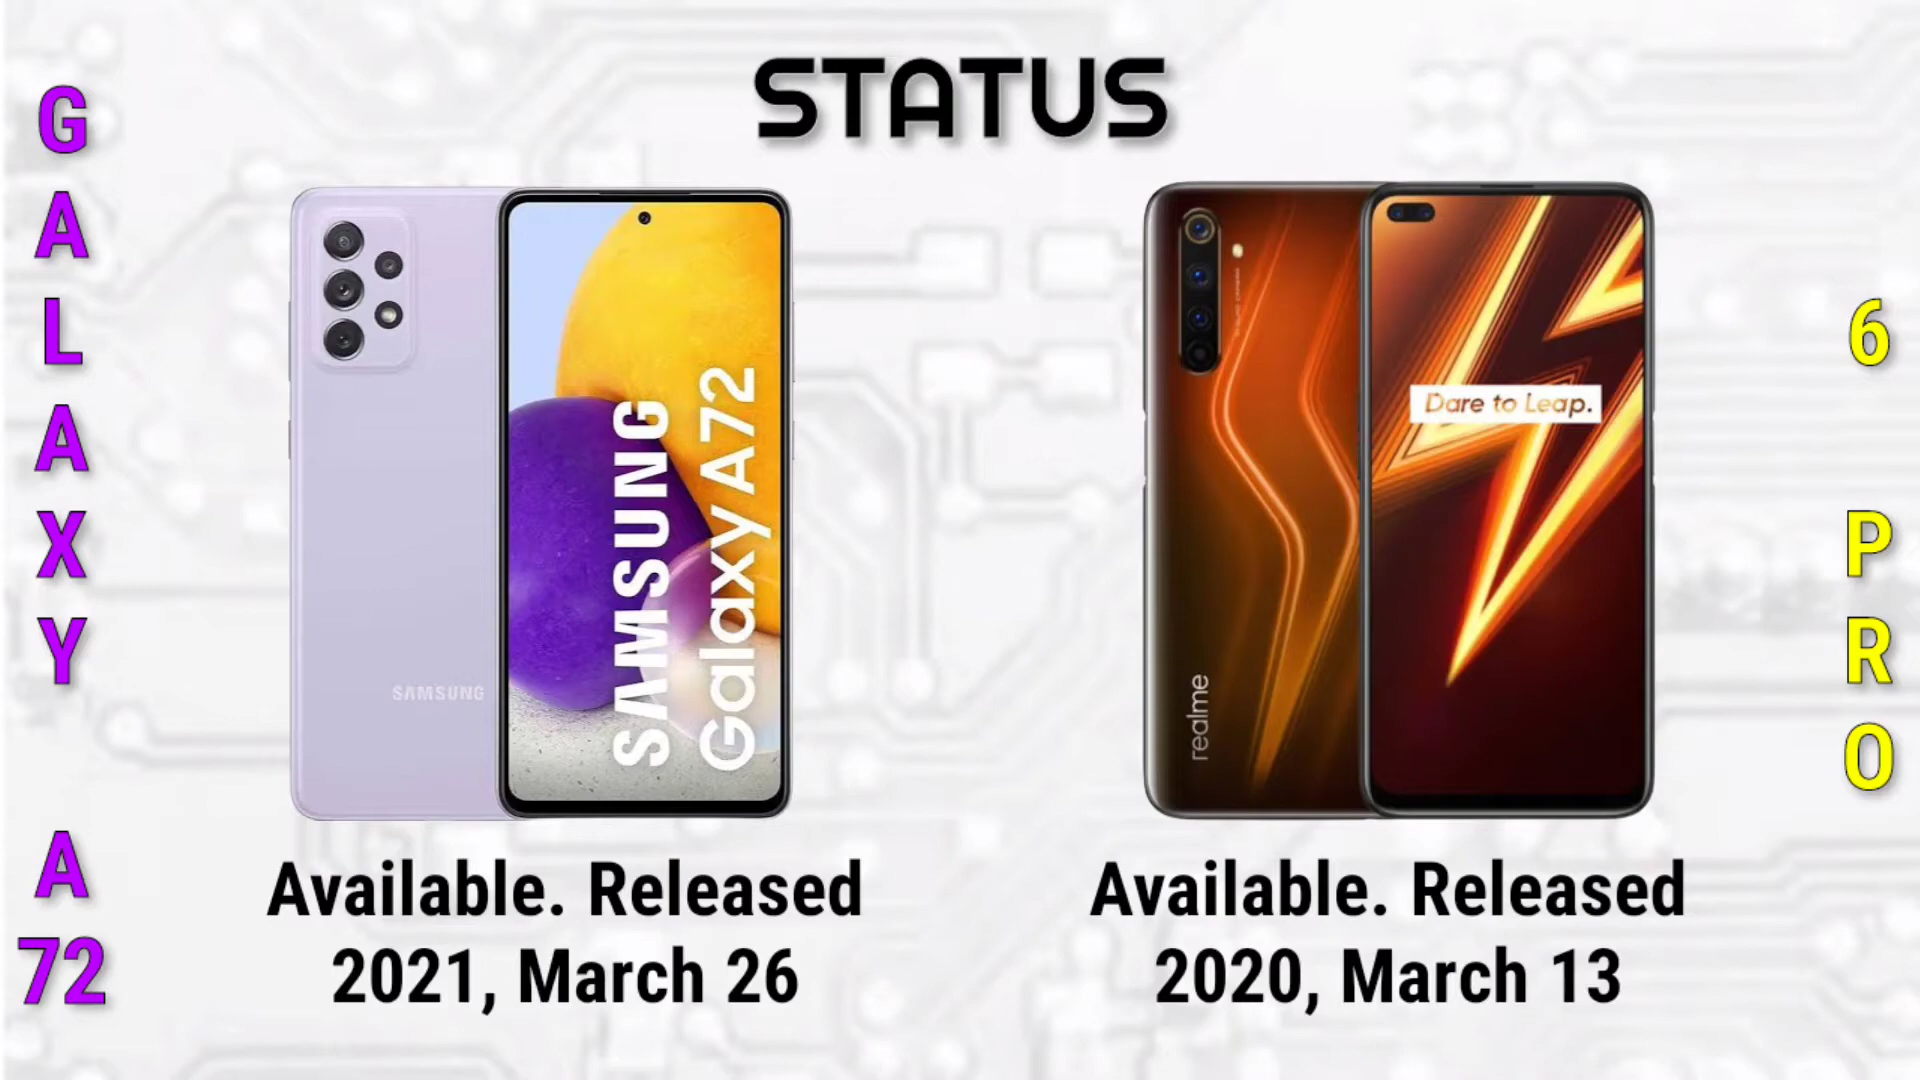 STATUS
GALAXY A 72
SAMSUNG
SAMSUNG
Galaxy A72
realme
Dare to Leap.
6 PRO
Available. Released
2021, March 26
Available. Released
2020, March 13